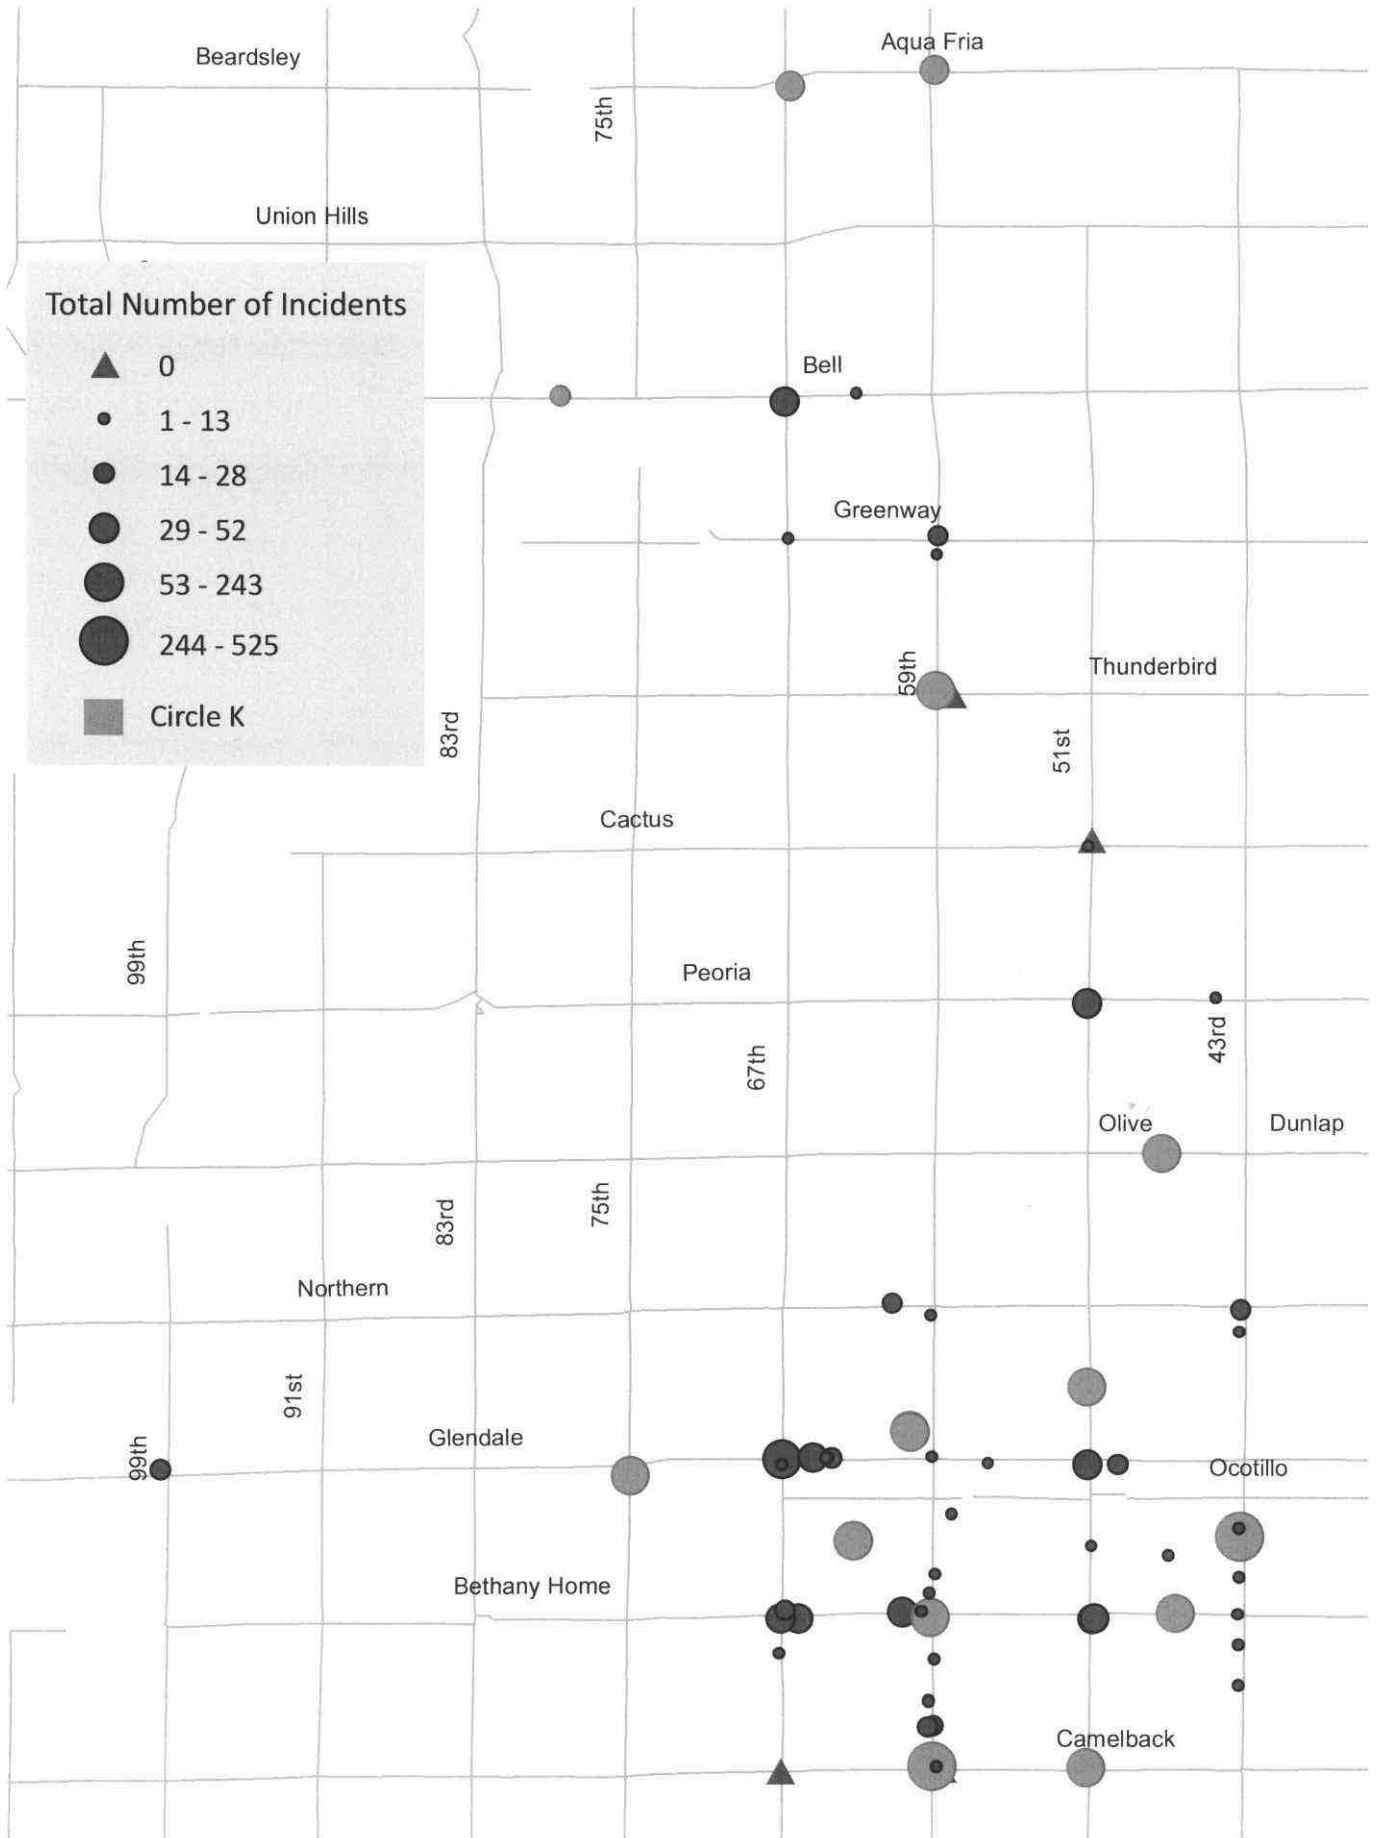 Aqua Fria
Beardsley
75th
Union Hills
Total Number of Incidents
0
1 - 13
14 - 28
29 - 52
53 - 243
244 - 525
Circle K
Bell
Greenway
59th
Thunderbird
83rd
51st
Cactus
99th
Peoria
67th
43rd
Olive
Dunlap
83rd
75th
Northern
91st
Glendale
99th
Ocotillo
Bethany Home
Camelback